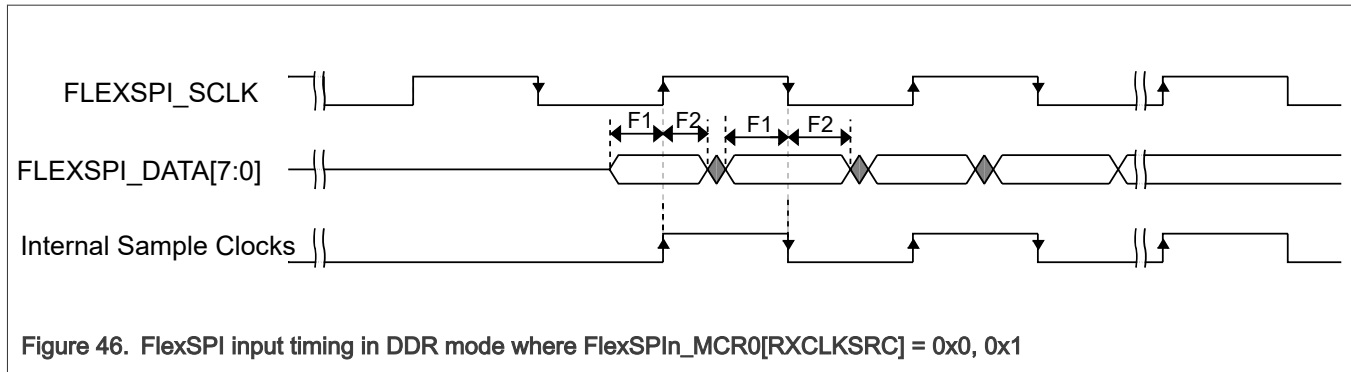 FLEXSPI_SCLK
F1 F2 F1 F2
FLEXSPI_DATA[7:0]
Internal Sample Clocks
Figure 46. FlexSPI input timing in DDR mode where FlexSPIn_MCR0[RXCLKSRC] = 0x0, 0x1